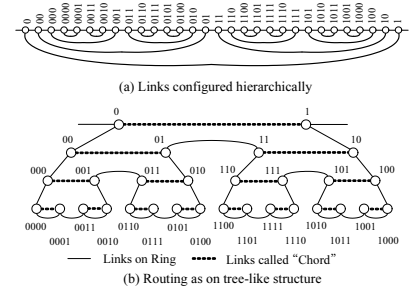 0 00 000 0000 0001 0011 0010 001 011 0110 0111 0101 0100 010 01 11 110 1100 1101 1111 1110 111 101 1010 1011 1001 1000 100 10 1
(a) Links configured hierarchically
0 1
00 01 11 10
000 001 011 010 110 111 101 100
0000 0011 0110 0101 1100 1111 1010 1001
0001 0010 0111 0100 1101 1110 1011 1000
Links on Ring Links called "Chord"
(b) Routing as on tree-like structure